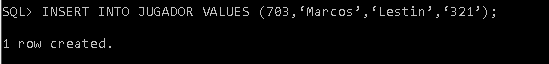 SQL> INSERT INTO JUGADOR VALUES (703,‘Marcos’,‘Lestin’,‘321’);
1 row created.